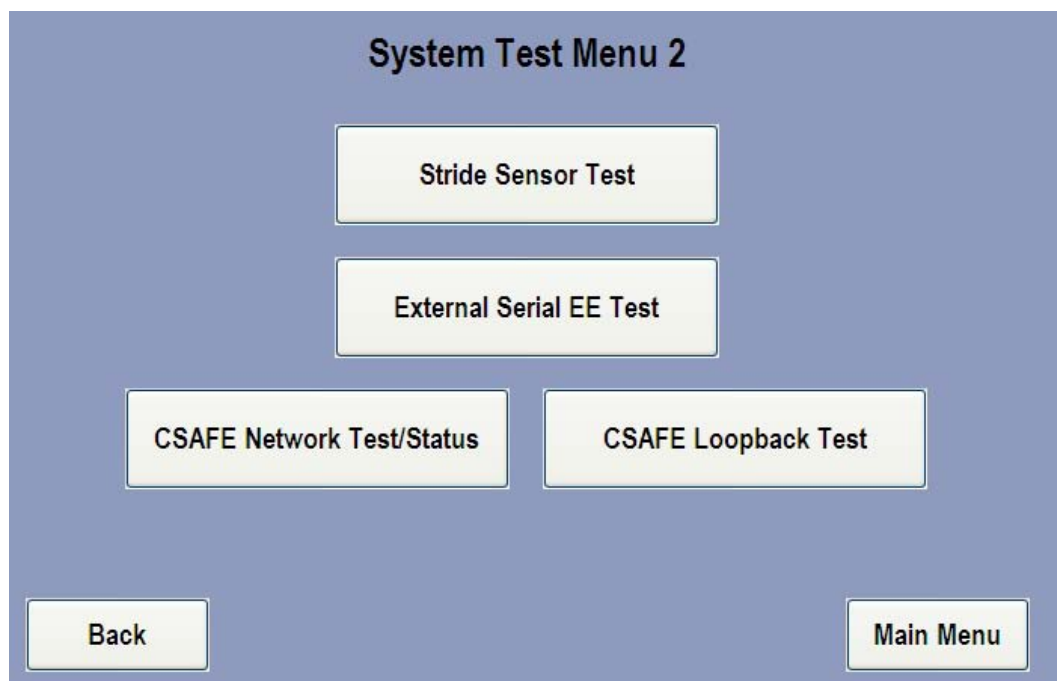 System Test Menu 2
Stride Sensor Test
External Serial EE Test
CSAFE Network Test/Status
CSAFE Loopback Test
Back
Main Menu